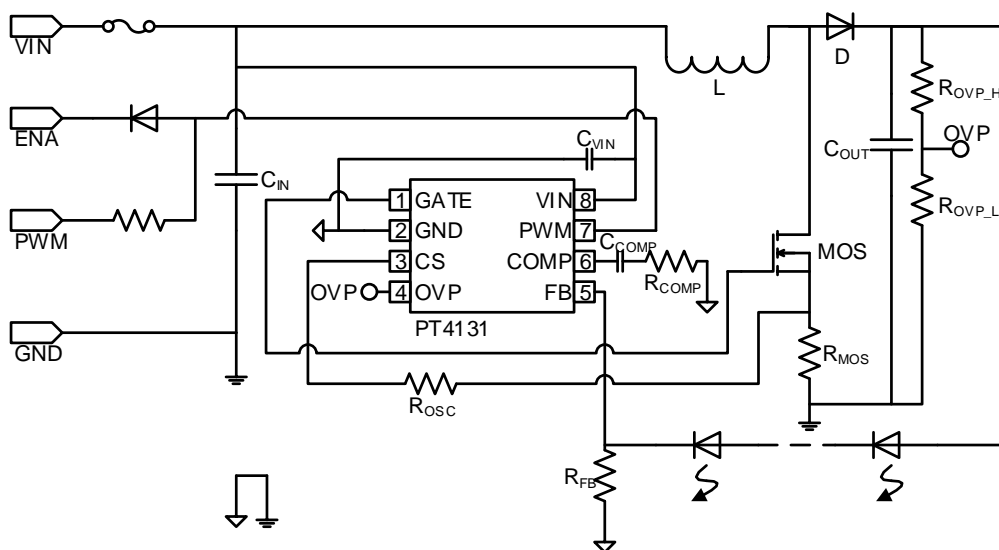 VIN
D
L
R_OVP_H
ENA
C_VIN
OVP
C_OUT
C_IN
1 GATE VIN 8
R_OVP_L
PWM
2 GND PWM 7
C_COMP
MOS
3 CS COMP 6
R_COMP
OVP 4 OVP FB 5
PT4131
GND
R_MOS
R_OSC
R_FB